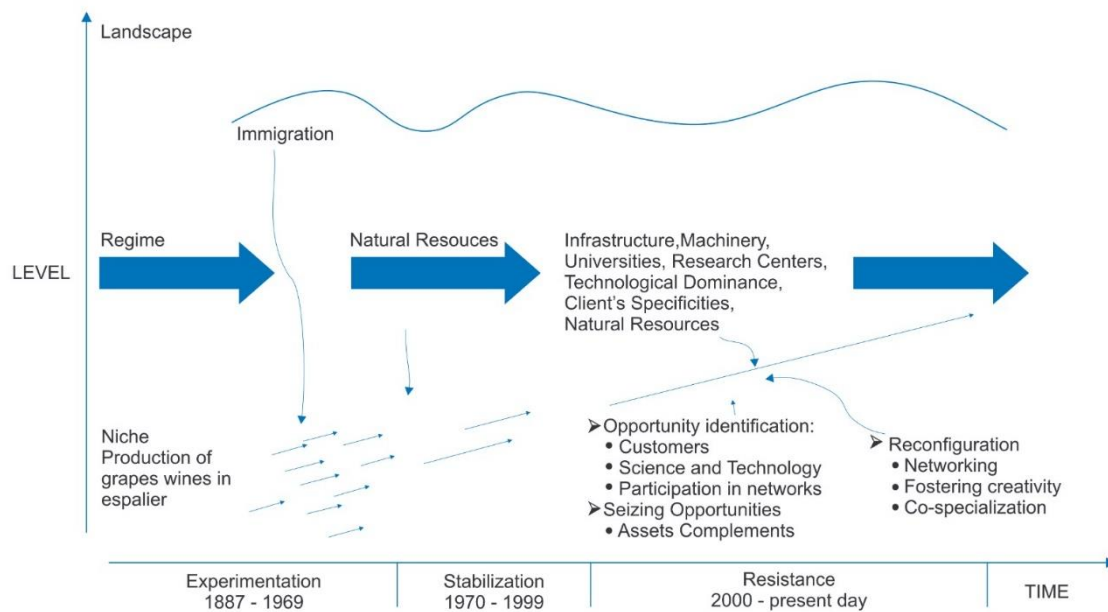 Landscape
Immigration
Regime
Natural Resouces
Infrastructure,Machinery,
Universities, Research Centers,
Technological Dominance,
Client's Specificities,
Natural Resources
LEVEL
Niche
Production of
grapes wines in
espalier
➢Opportunity identification:
• Customers
• Science and Technology
• Participation in networks
➢Seizing Opportunities
• Assets Complements
➢ Reconfiguration
• Networking
• Fostering creativity
• Co-specialization
Experimentation
1887 - 1969
Stabilization
1970 - 1999
Resistance
2000 - present day
TIME